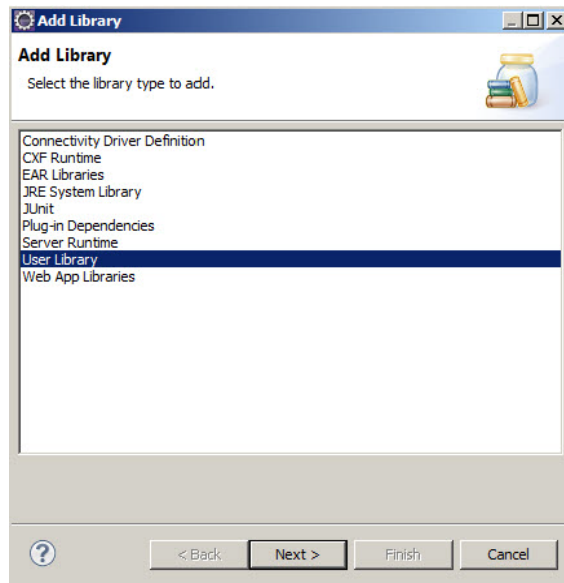 Add Library
Add Library
Select the library type to add.
Connectivity Driver Definition
CXF Runtime
EAR Libraries
JRE System Library
JUnit
Plug-in Dependencies
Server Runtime
User Library
Web App Libraries
? < Back Next > Finish Cancel